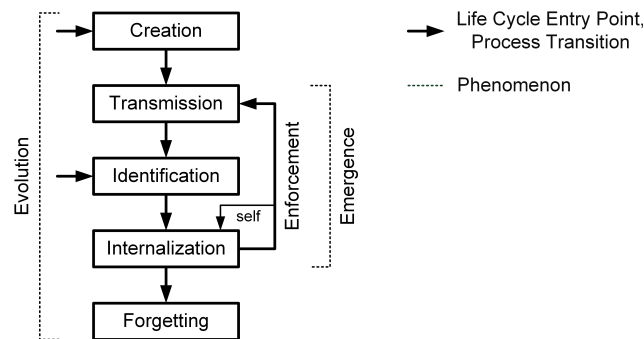 Creation
Transmission
Identification
self
Internalization
Forgetting
Evolution
Enforcement
Emergence
Life Cycle Entry Point,
Process Transition
Phenomenon